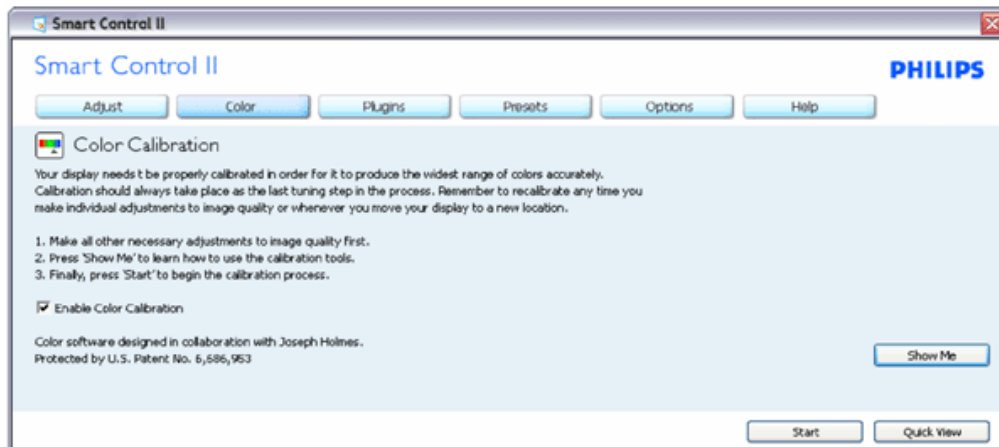 Smart Control II
Smart Control II
PHILIPS
Adjust Color Plugins Presets Options Help
Color Calibration
Your display needs t be properly calibrated in order for it to produce the widest range of colors accurately.
Calibration should always take place as the last tuning step in the process. Remember to recalibrate any time you
make individual adjustments to image quality or whenever you move your display to a new location.
1. Make all other necessary adjustments to image quality first.
2. Press 'Show Me' to learn how to use the calibration tools.
3. Finally, press 'Start' to begin the calibration process.
Enable Color Calibration
Color software designed in collaboration with Joseph Holmes.
Protected by U.S. Patent No. 6,686,953
Show Me
Start Quick View